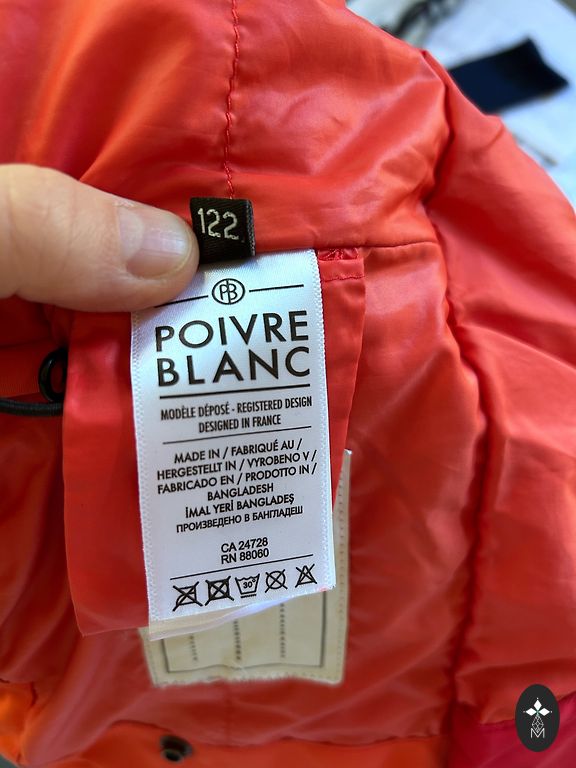 122
PB
POIVRE
BLANC
MODÈLE DÉPOSÉ - REGISTERED DESIGN
DESIGNED IN FRANCE
MADE IN / FABRIQUÉ AU /
HERGESTELLT IN / VYROBENO V /
FABRICADO EN / PRODOTTO IN /
BANGLADESH
İMAL YERİ BANGLADEŞ
ПРОИЗВЕДЕНО В БАНГЛАДЕШ
CA 24728
RN 88060
30°
M